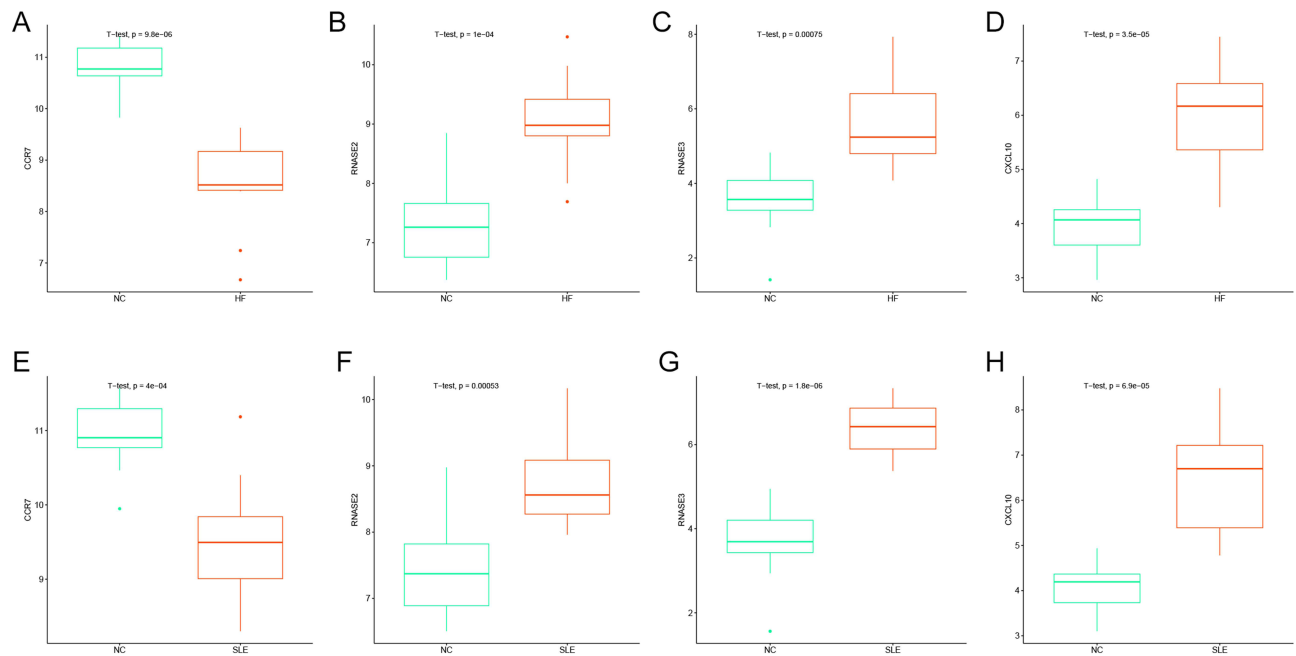 A
T-test, p = 9.8e-06
CCR7
11
10
9
8
7
NC
HF
B
T-test, p = 1e-04
RNASE2
10
9
8
7
NC
HF
C
T-test, p = 0.00075
RNASE3
8
6
4
2
NC
HF
D
T-test, p = 3.5e-05
CXCL10
7
6
5
4
3
NC
HF
E
T-test, p = 4e-04
CCR7
11
10
9
NC
SLE
F
T-test, p = 0.00053
RNASE2
10
9
8
7
NC
SLE
G
T-test, p = 1.8e-06
RNASE3
6
4
2
NC
SLE
H
T-test, p = 6.9e-05
CXCL10
8
7
6
5
4
3
NC
SLE